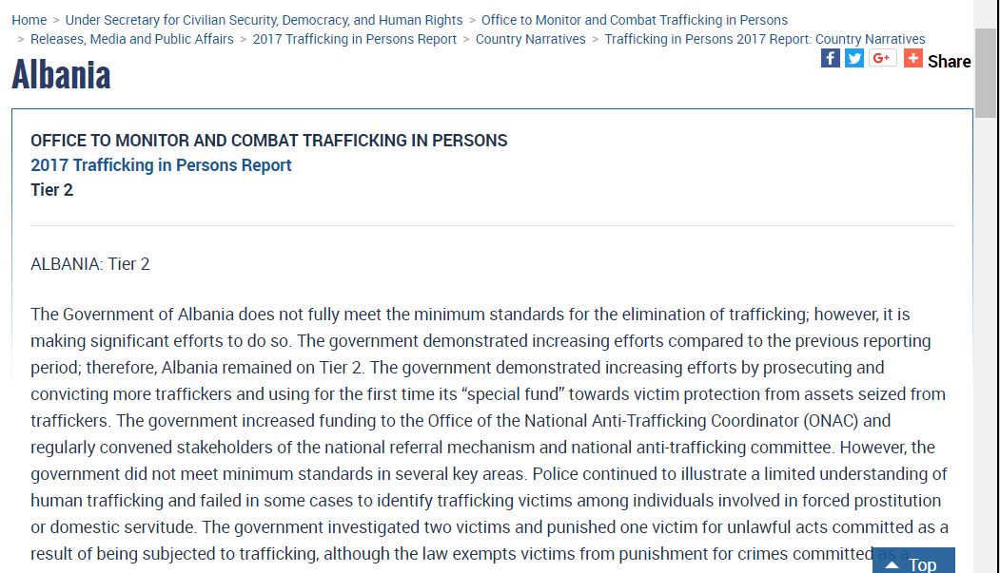 Home > Under Secretary for Civilian Security, Democracy, and Human Rights > Office to Monitor and Combat Trafficking in Persons
> Releases, Media and Public Affairs > 2017 Trafficking in Persons Report > Country Narratives > Trafficking in Persons 2017 Report: Country Narratives
f G+ + Share
Albania
OFFICE TO MONITOR AND COMBAT TRAFFICKING IN PERSONS
2017 Trafficking in Persons Report
Tier 2
ALBANIA: Tier 2
The Government of Albania does not fully meet the minimum standards for the elimination of trafficking; however, it is
making significant efforts to do so. The government demonstrated increasing efforts compared to the previous reporting
period; therefore, Albania remained on Tier 2. The government demonstrated increasing efforts by prosecuting and
convicting more traffickers and using for the first time its “special fund” towards victim protection from assets seized from
traffickers. The government increased funding to the Office of the National Anti-Trafficking Coordinator (ONAC) and
regularly convened stakeholders of the national referral mechanism and national anti-trafficking committee. However, the
government did not meet minimum standards in several key areas. Police continued to illustrate a limited understanding of
human trafficking and failed in some cases to identify trafficking victims among individuals involved in forced prostitution
or domestic servitude. The government investigated two victims and punished one victim for unlawful acts committed as a
result of being subjected to trafficking, although the law exempts victims from punishment for crimes committed as a
Top